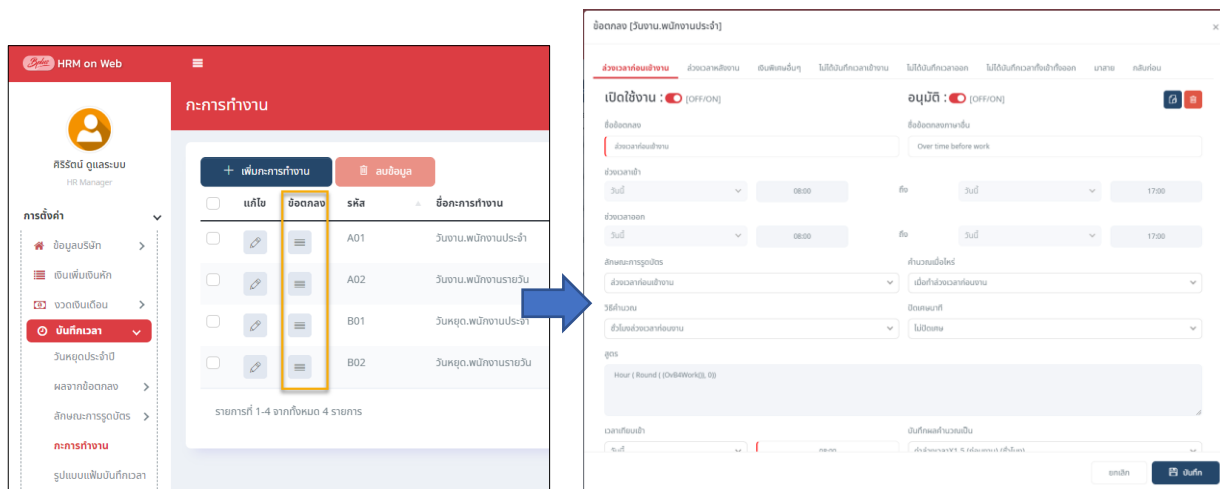 HRM on Web
ศิริรัตน์ ดูแลระบบ
HR Manager
การตั้งค่า
ข้อมูลบริษัท
เงินเพิ่มเงินหัก
งวดเงินเดือน
บันทึกเวลา
วันหยุดประจำปี
ผลจากข้อตกลง
ลักษณะการรูดบัตร
กะการทำงาน
รูปแบบแฟ้มบันทึกเวลา
กะการทำงาน
+ เพิ่มกะการทำงาน ลบข้อมูล
แก้ไข ข้อตกลง รหัส ชื่อกะการทำงาน
A01 วันงาน.พนักงานประจำ
A02 วันงาน.พนักงานรายวัน
B01 วันหยุด.พนักงานประจำ
B02 วันหยุด.พนักงานรายวัน
รายการที่ 1-4 จากทั้งหมด 4 รายการ
ข้อตกลง [วันงาน.พนักงานประจำ]
ล่วงเวลาก่อนเข้างาน ล่วงเวลาหลังงาน เงินพิเศษอื่นๆ ไม่ได้บันทึกเวลาเข้างาน ไม่ได้บันทึกเวลาออก ไม่ได้บันทึกเวลาทั้งเข้าทั้งออก มาสาย กลับก่อน
เปิดใช้งาน : [OFF/ON] อนุมัติ : [OFF/ON]
ชื่อข้อตกลง ชื่อข้อตกลงภาษาอื่น
ล่วงเวลาก่อนเข้างาน Over time before work
ช่วงเวลาเข้า
วันนี้ 08:00 ถึง วันนี้ 17:00
ช่วงเวลาออก
วันนี้ 08:00 ถึง วันนี้ 17:00
ลักษณะการรูดบัตร คำนวณเมื่อใหร่
ล่วงเวลาก่อนเข้างาน เมื่อทำล่วงเวลาก่อนงาน
วิธีคำนวณ ปัดเศษนาที
ชั่วโมงล่วงเวลาก่อนงาน ไม่ปัดเศษ
สูตร
Hour ( Round ( (OvB4Work()), 0))
เวลาเทียบเข้า บันทึกผลคำนวณเป็น
วันนี้ 08:00 ค่าล่วงเวลาX1.5 (ก่อนงาน) (ชั่วโมง)
ยกเลิก บันทึก